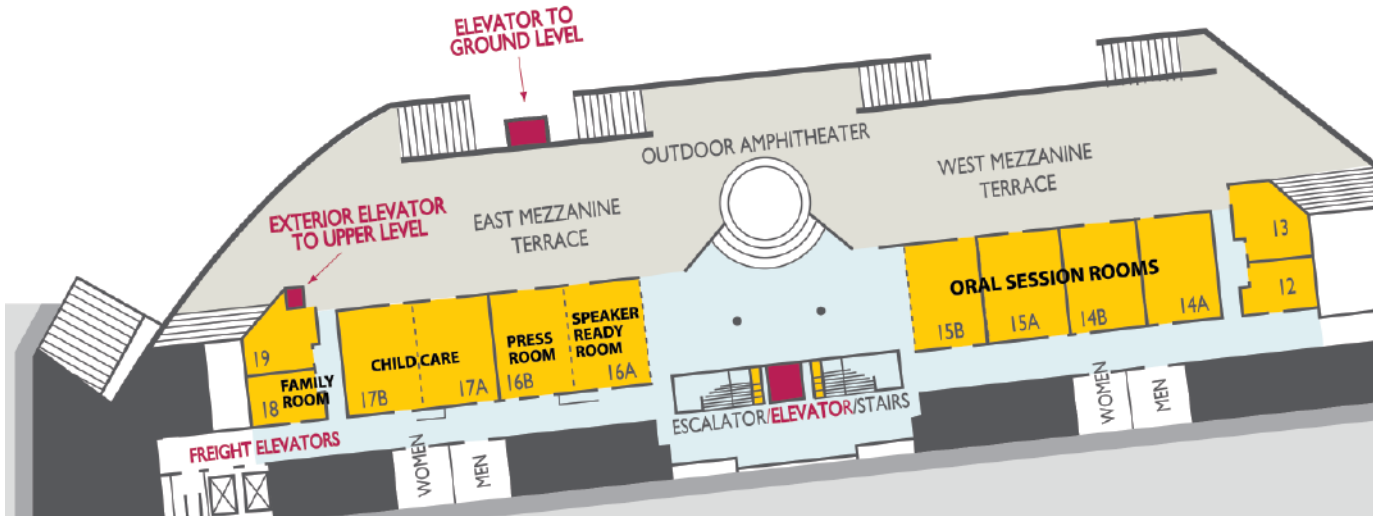 ELEVATOR TO
GROUND LEVEL
OUTDOOR AMPHITHEATER
WEST MEZZANINE
TERRACE
EXTERIOR ELEVATOR
TO UPPER LEVEL
EAST MEZZANINE
TERRACE
13
12
ORAL SESSION ROOMS
15B
15A
14B
14A
19
18
FAMILY
ROOM
CHILD CARE
17B
17A
PRESS
ROOM
16B
SPEAKER
READY
ROOM
16A
ESCALATOR/ELEVATOR/STAIRS
FREIGHT ELEVATORS
WOMEN
MEN
WOMEN
MEN